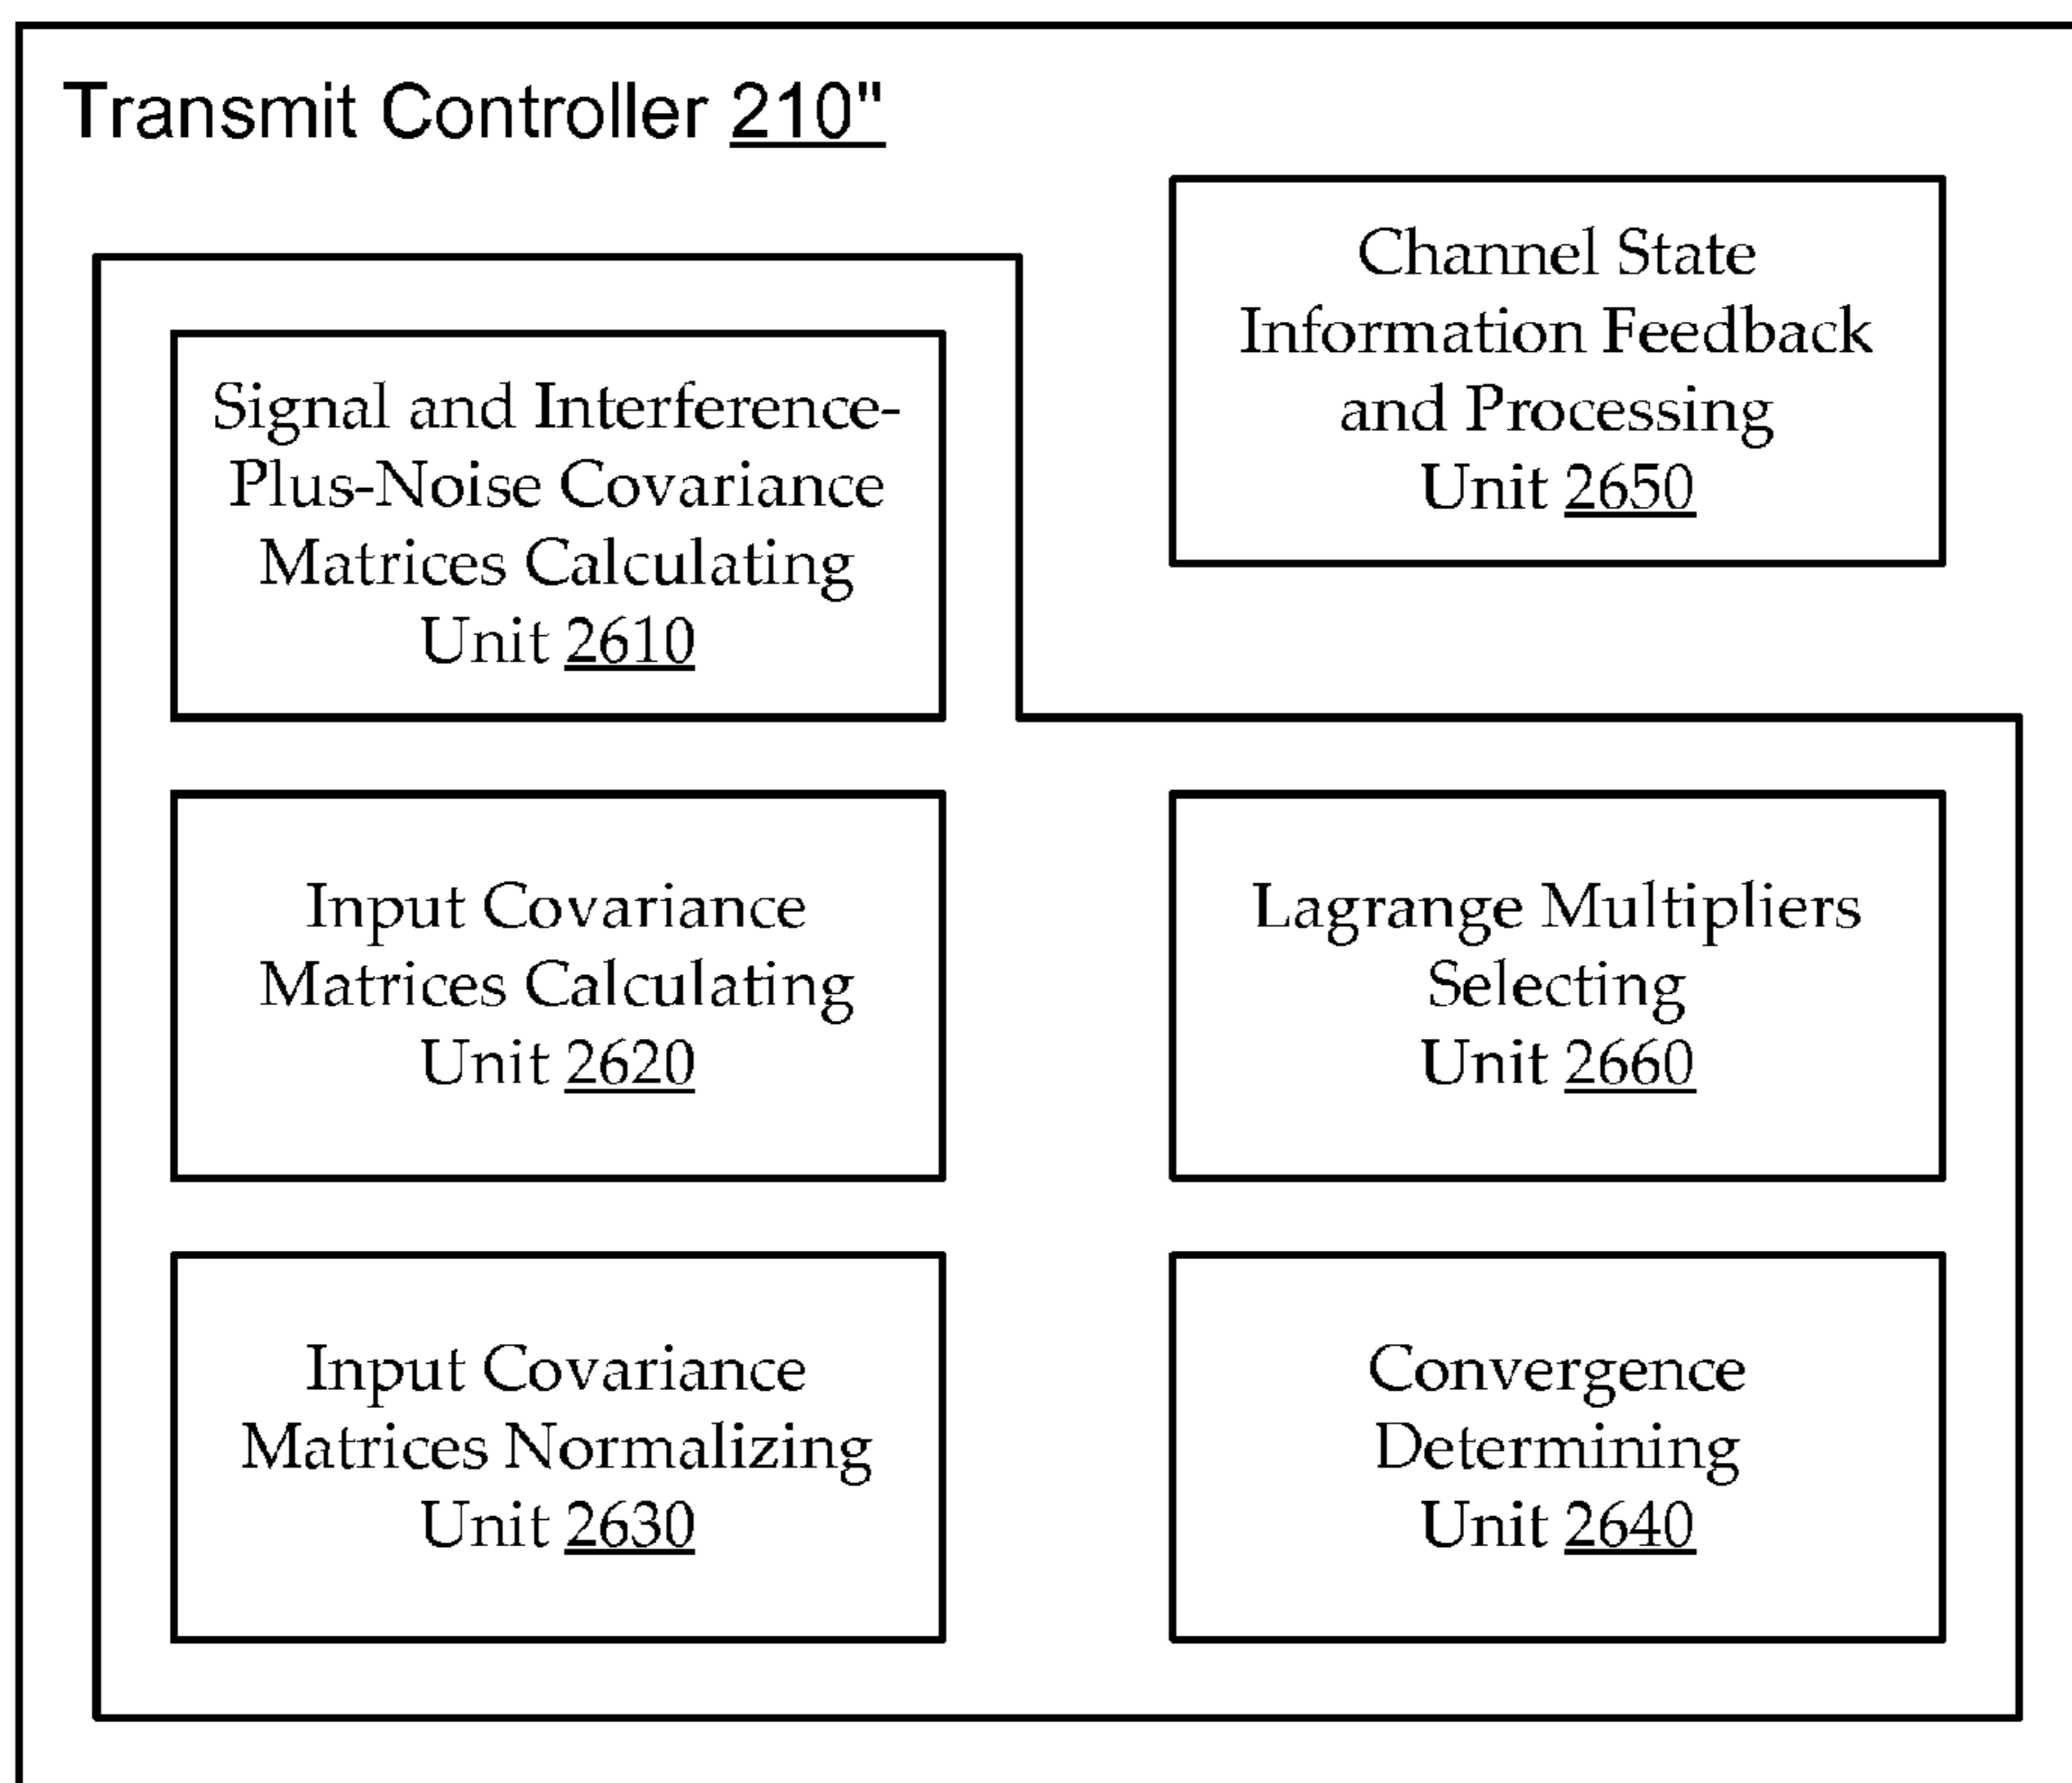 Transmit Controller 210"
Channel State
Information Feedback
and Processing
Unit 2650
Signal and Interference-
Plus-Noise Covariance
Matrices Calculating
Unit 2610
Input Covariance
Matrices Calculating
Unit 2620
Lagrange Multipliers
Selecting
Unit 2660
Input Covariance
Matrices Normalizing
Unit 2630
Convergence
Determining
Unit 2640